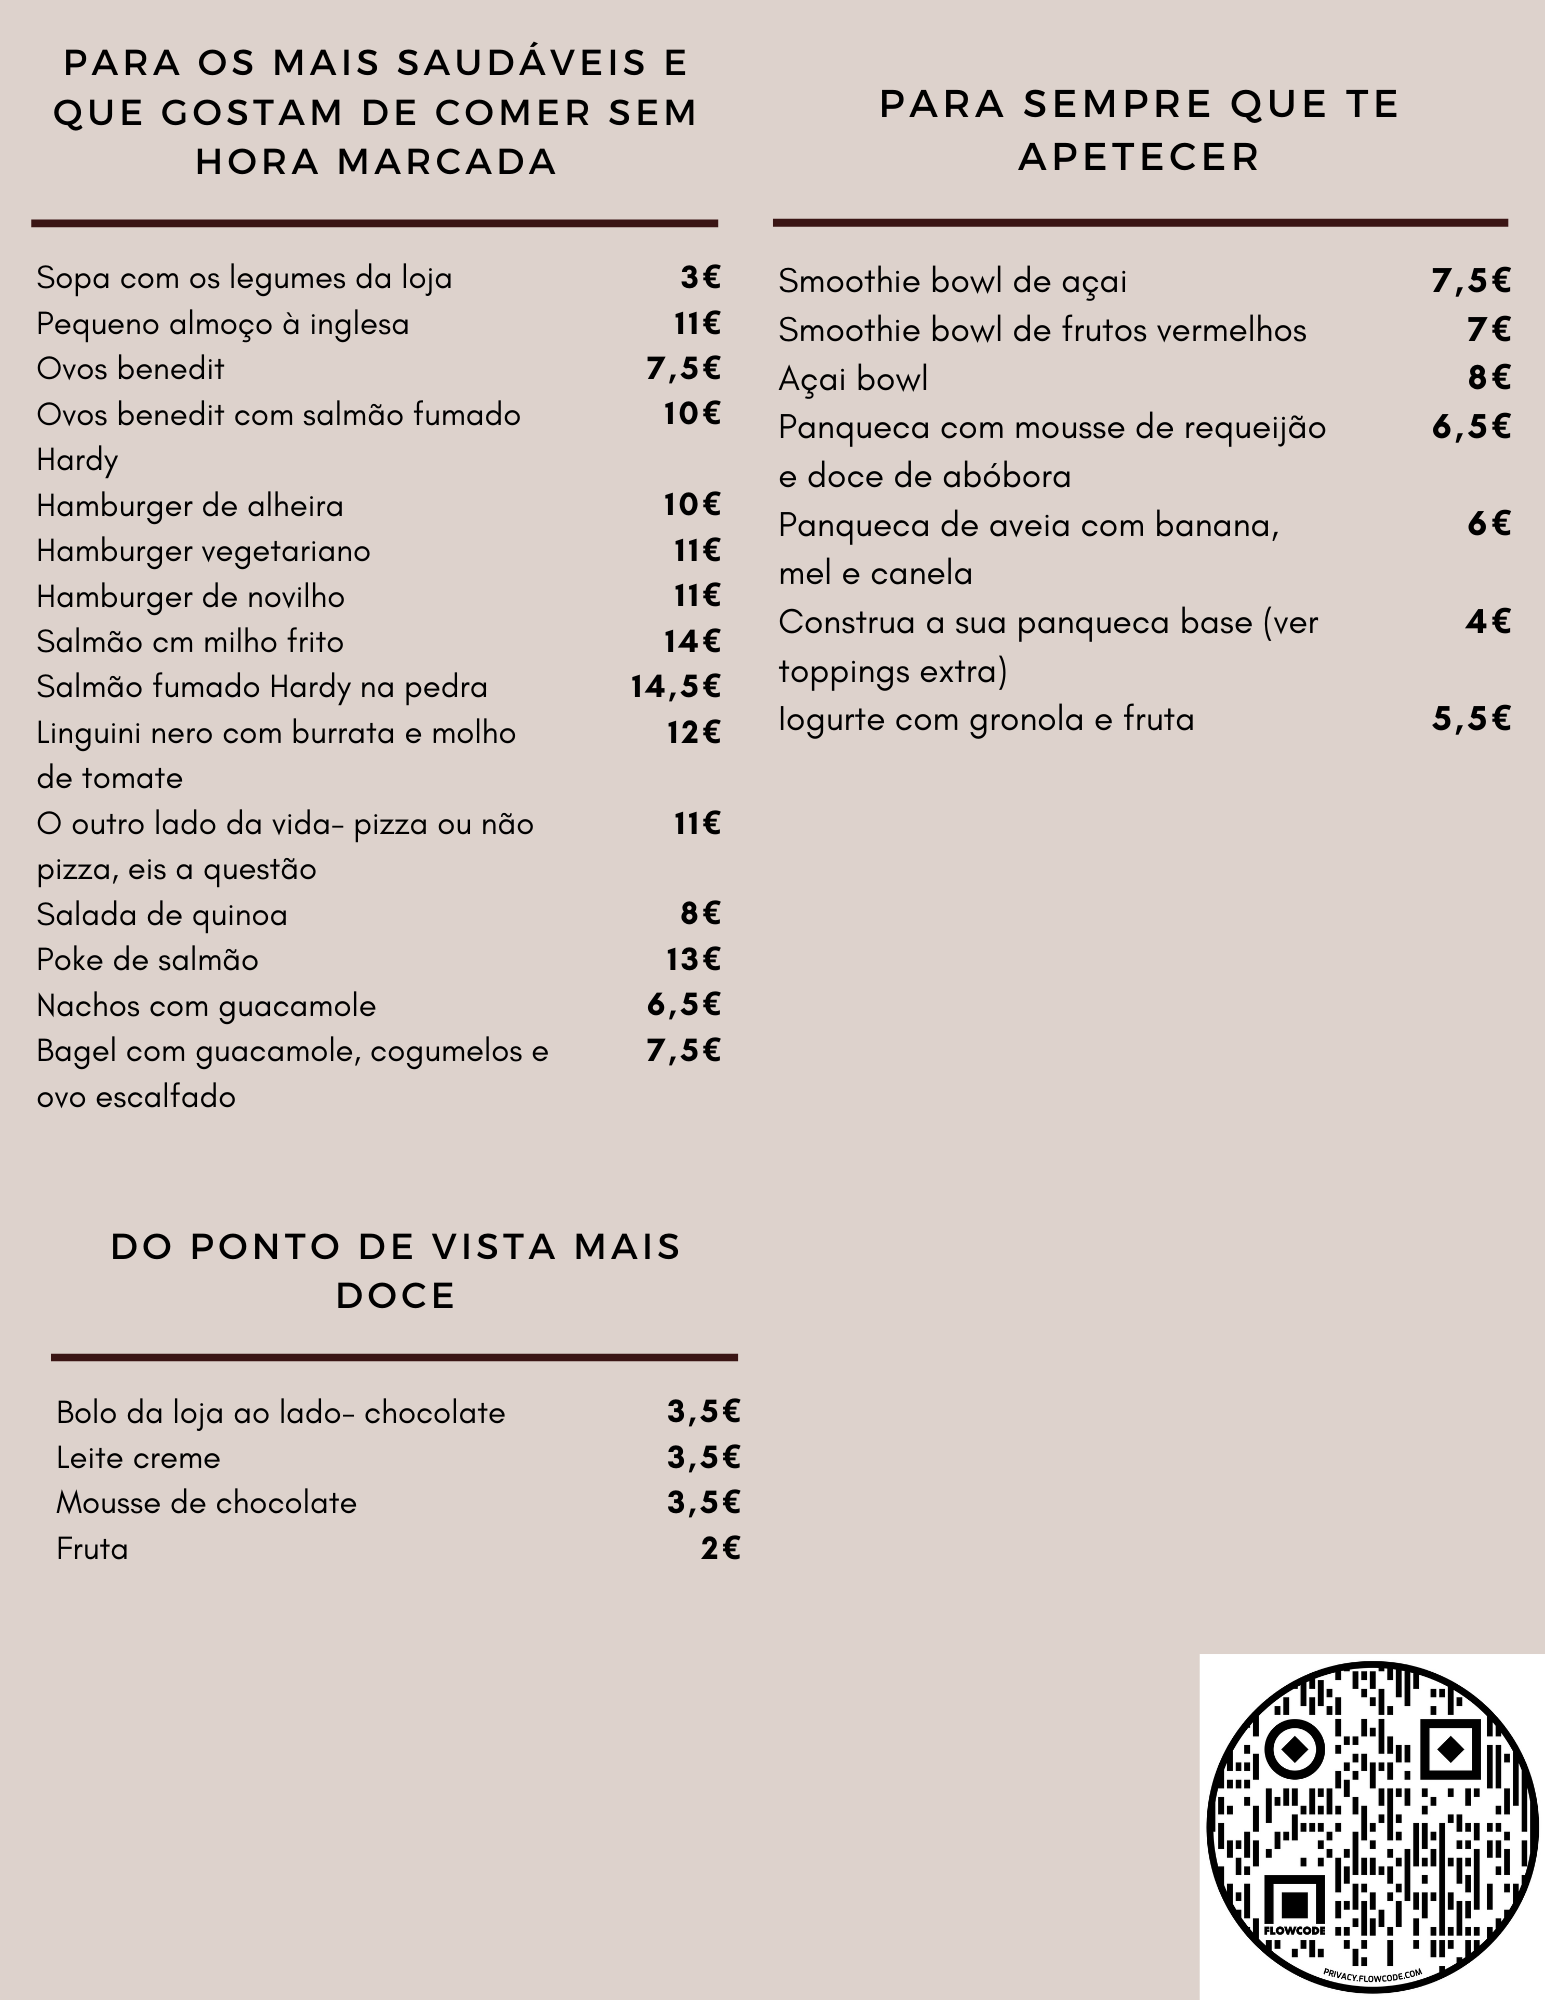 PARA OS MAIS SAUDÁVEIS E
QUE GOSTAM DE COMER SEM
HORA MARCADA
Sopa com os legumes da loja 3€
Pequeno almoço à inglesa 11€
Ovos benedit 7,5€
Ovos benedit com salmão fumado 10€
Hardy
Hamburger de alheira 10€
Hamburger vegetariano 11€
Hamburger de novilho 11€
Salmão cm milho frito 14€
Salmão fumado Hardy na pedra 14,5€
Linguini nero com burrata e molho 12€
de tomate
O outro lado da vida- pizza ou não 11€
pizza, eis a questão
Salada de quinoa 8€
Poke de salmão 13€
Nachos com guacamole 6,5€
Bagel com guacamole, cogumelos e 7,5€
ovo escalfado
DO PONTO DE VISTA MAIS
DOCE
Bolo da loja ao lado- chocolate 3,5€
Leite creme 3,5€
Mousse de chocolate 3,5€
Fruta 2€
PARA SEMPRE QUE TE
APETECER
Smoothie bowl de açai 7,5€
Smoothie bowl de frutos vermelhos 7€
Açai bowl 8€
Panqueca com mousse de requeijão 6,5€
e doce de abóbora
Panqueca de aveia com banana, 6€
mel e canela
Construa a sua panqueca base (ver 4€
toppings extra)
Iogurte com gronola e fruta 5,5€
FLOWCODE
PRIVACY.FLOWCODE.COM